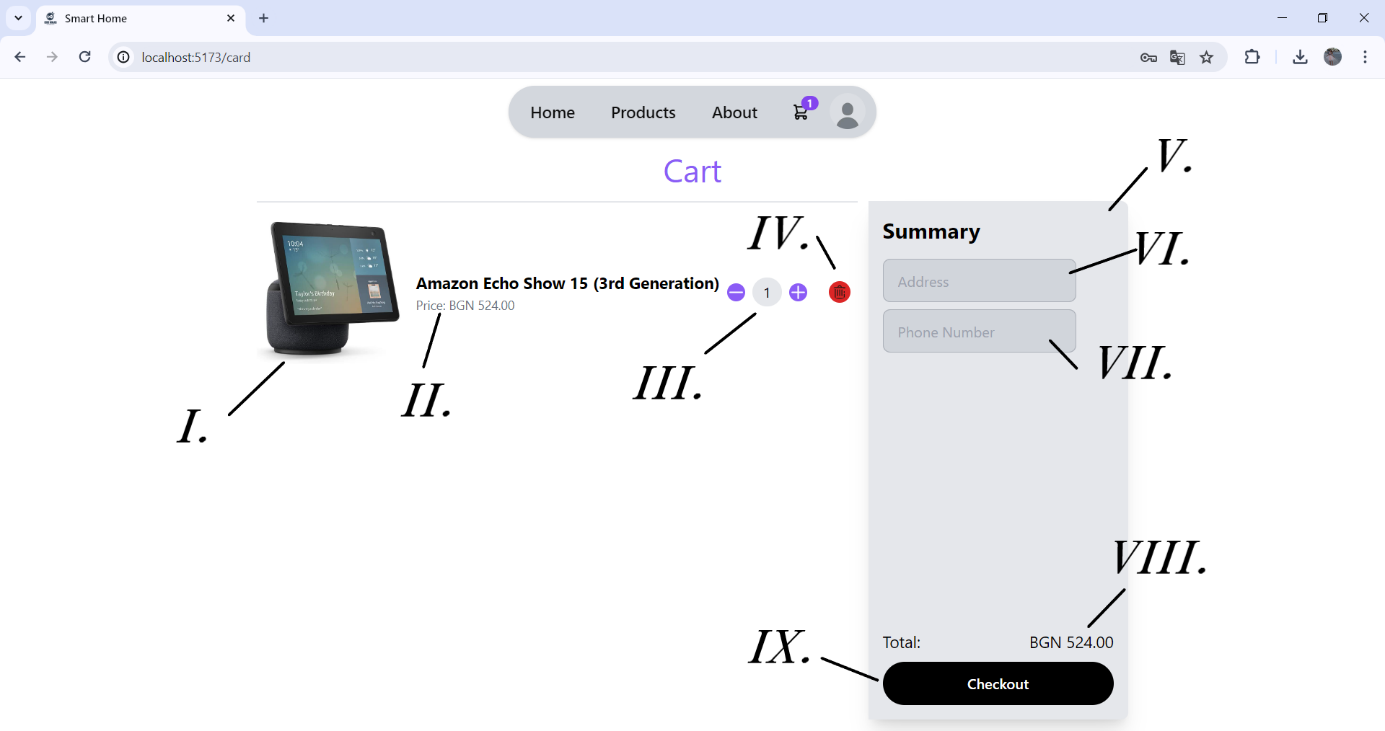 Smart Home
localhost:5173/card
Home Products About 1
Cart
V.
Summary
IV.
VI.
Address
Amazon Echo Show 15 (3rd Generation)
1
Price: BGN 524.00
Phone Number
VII.
III.
II.
I.
VIII.
Total: BGN 524.00
IX.
Checkout